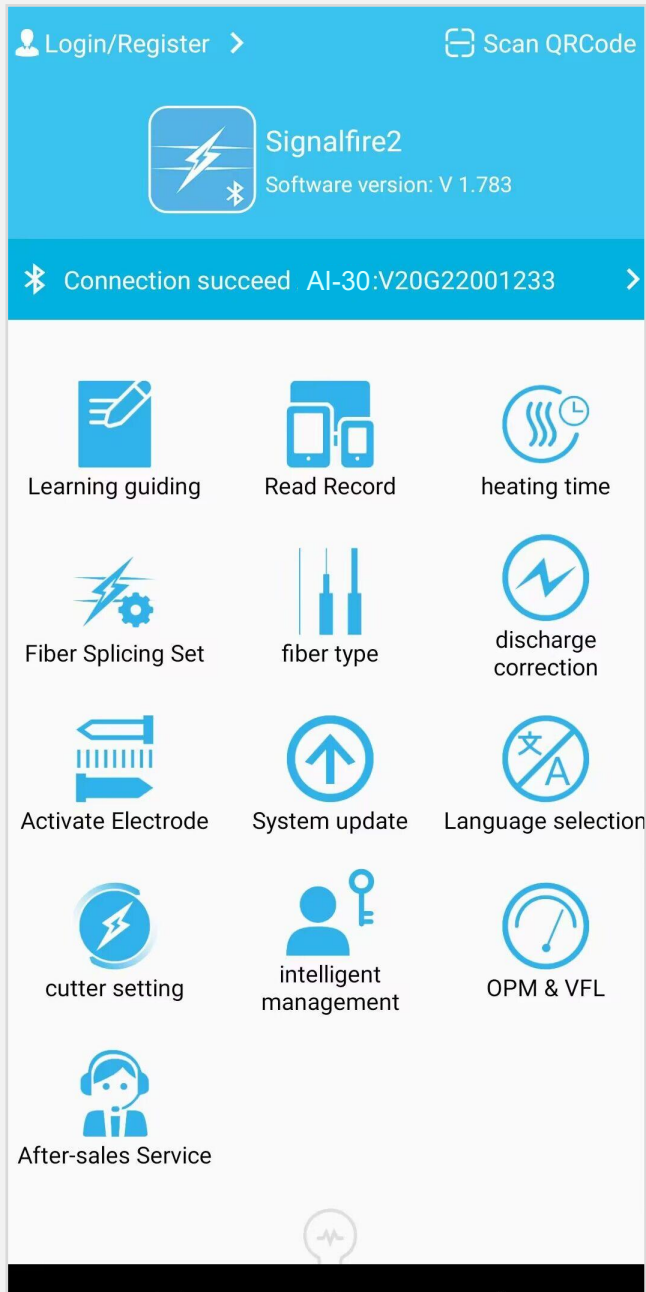 Login/Register
Scan QRCode
Signalfire2
Software version: V 1.783
Connection succeed AI-30:V20G22001233
Learning guiding
Read Record
heating time
Fiber Splicing Set
fiber type
discharge
correction
Activate Electrode
System update
文
A
Language selection
cutter setting
intelligent
management
OPM & VFL
After-sales Service